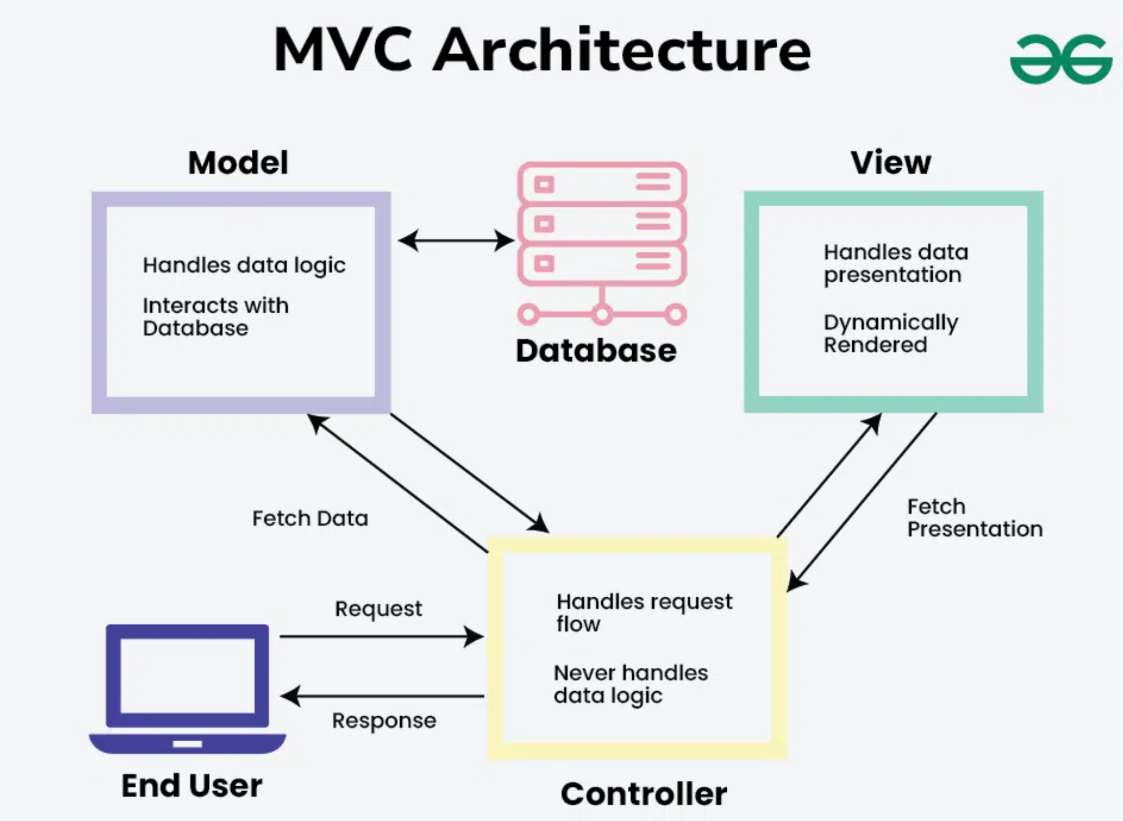 MVC Architecture
Model
View
Handles data logic
Interacts with
Database
Database
Handles data
presentation
Dynamically
Rendered
Fetch Data
Fetch
Presentation
Request
Response
Handles request
flow
Never handles
data logic
End User
Controller